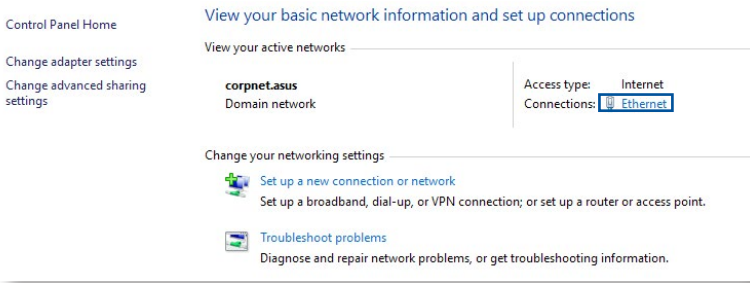 Control Panel Home
Change adapter settings
Change advanced sharing
settings
View your basic network information and set up connections
View your active networks
corpnet.asus
Domain network
Access type: Internet
Connections: Ethernet
Change your networking settings
Set up a new connection or network
Set up a broadband, dial-up, or VPN connection; or set up a router or access point.
Troubleshoot problems
Diagnose and repair network problems, or get troubleshooting information.